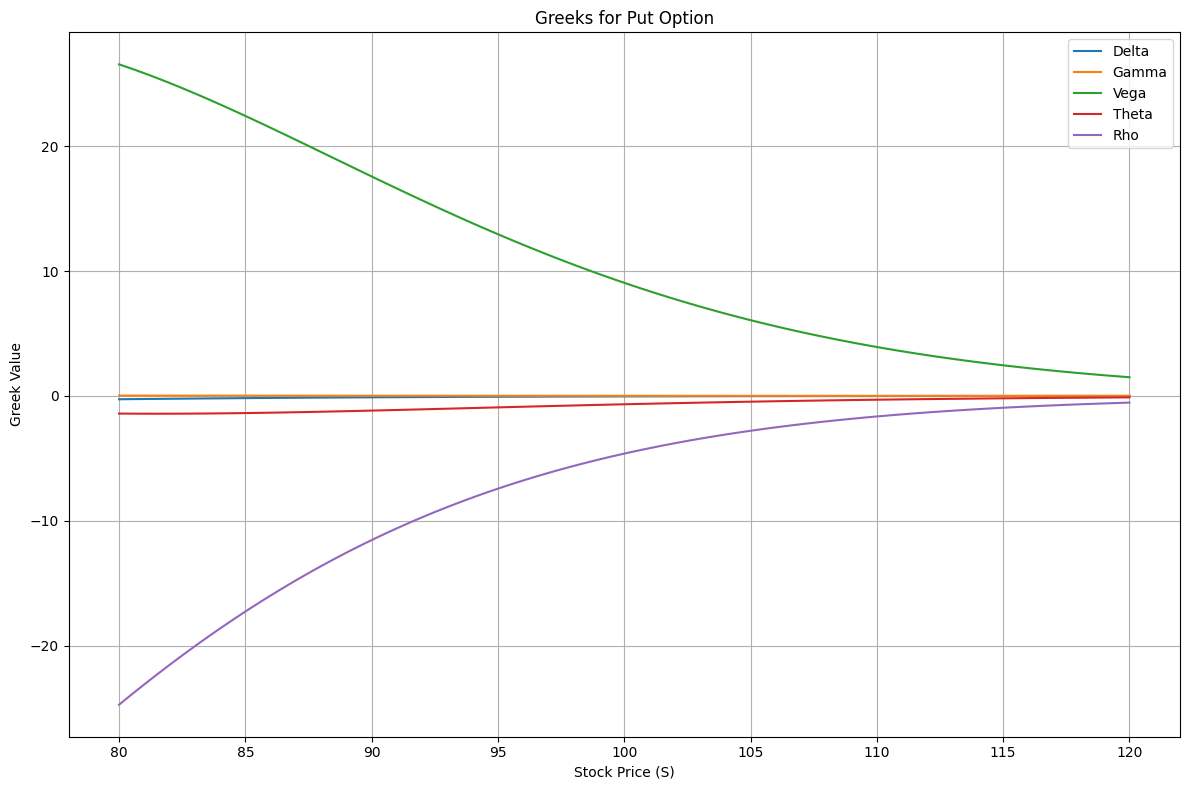 Greeks for Put Option
Delta
Gamma
Vega
Theta
Rho
Greek Value
20
10
0
−10
−20
80
85
90
95
100
105
110
115
120
Stock Price (S)